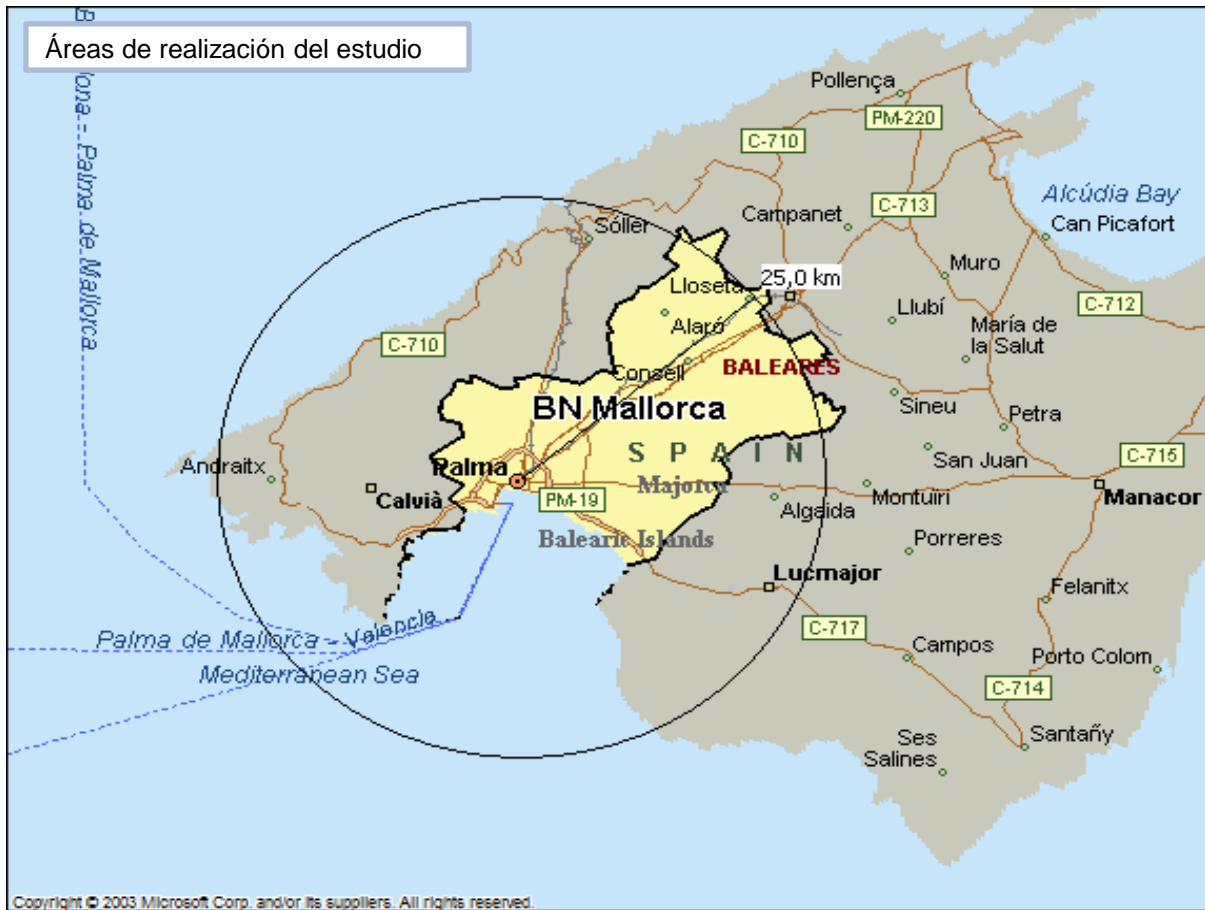 Áreas de realización del estudio
B
lona - Palma de Mallorca
Pollença
PM-220
C-710
Alcúdia Bay
C-713
Campanet
Can Picafort
Sóller
Muro
25,0 km
Lloseta
C-712
Llubí
Alaró
María de
la Salut
C-710
Consell
BALEARES
BN Mallorca
Sineu
Petra
SPAIN
San Juan
C-715
Palma
Andraitx
Majorca
Montuiri
Manacor
Calvià
PM-19
Algaida
Balearic Islands
Porreres
Lucmajor
Felanitx
C-717
Palma de Mallorca - Valencia
Campos
Porto Colom
Mediterranean Sea
C-714
Ses
Salines
Santañy
Copyright © 2003 Microsoft Corp. and/or its suppliers. All rights reserved.